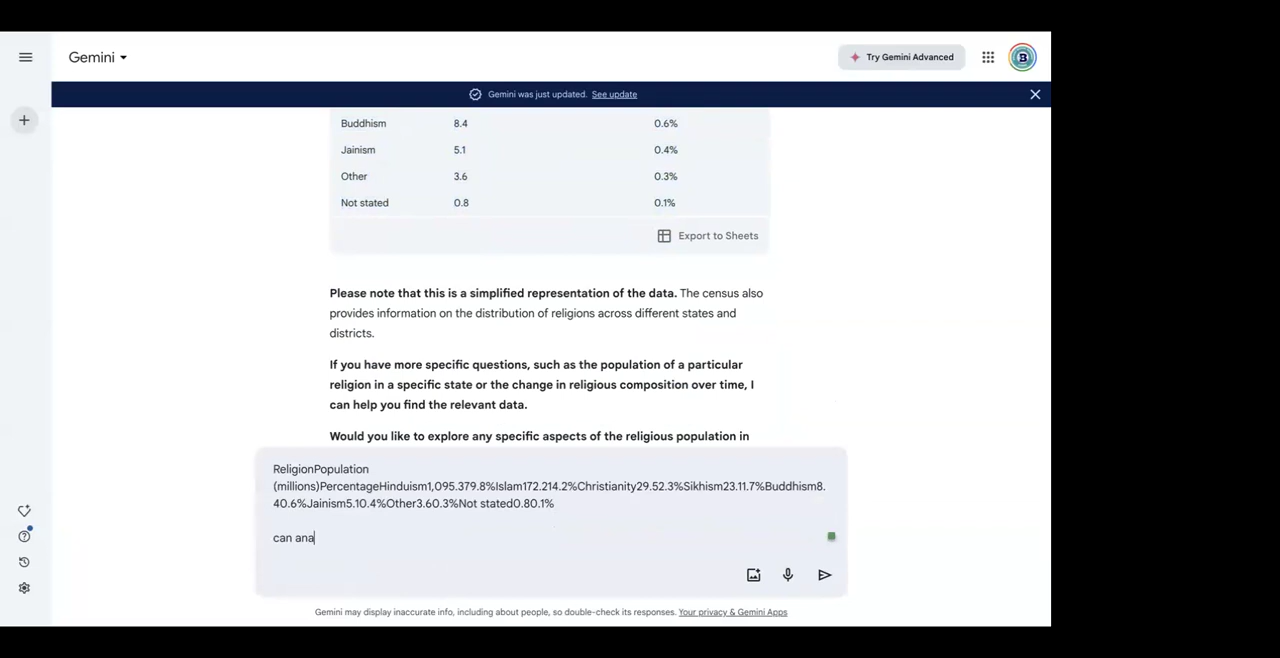 Gemini
Try Gemini Advanced
B
Gemini was just updated. See update
Buddhism 8.4 0.6%
Jainism 5.1 0.4%
Other 3.6 0.3%
Not stated 0.8 0.1%
Export to Sheets
Please note that this is a simplified representation of the data. The census also
provides information on the distribution of religions across different states and
districts.
If you have more specific questions, such as the population of a particular
religion in a specific state or the change in religious composition over time, I
can help you find the relevant data.
Would you like to explore any specific aspects of the religious population in
ReligionPopulation
(millions)PercentageHinduism1,095.379.8%Islam172.214.2%Christianity29.52.3%Sikhism23.11.7%Buddhism8.
40.6%Jainism5.10.4%Other3.60.3%Not stated0.80.1%
can ana
Gemini may display inaccurate info, including about people, so double-check its responses. Your privacy & Gemini Apps